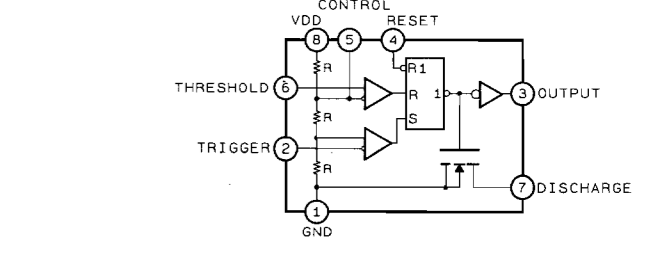 CONTROL
VDD RESET
8 5 4
R R1
THRESHOLD 6
R 1 3 OUTPUT
R
S
TRIGGER 2
R
7 DISCHARGE
1
GND